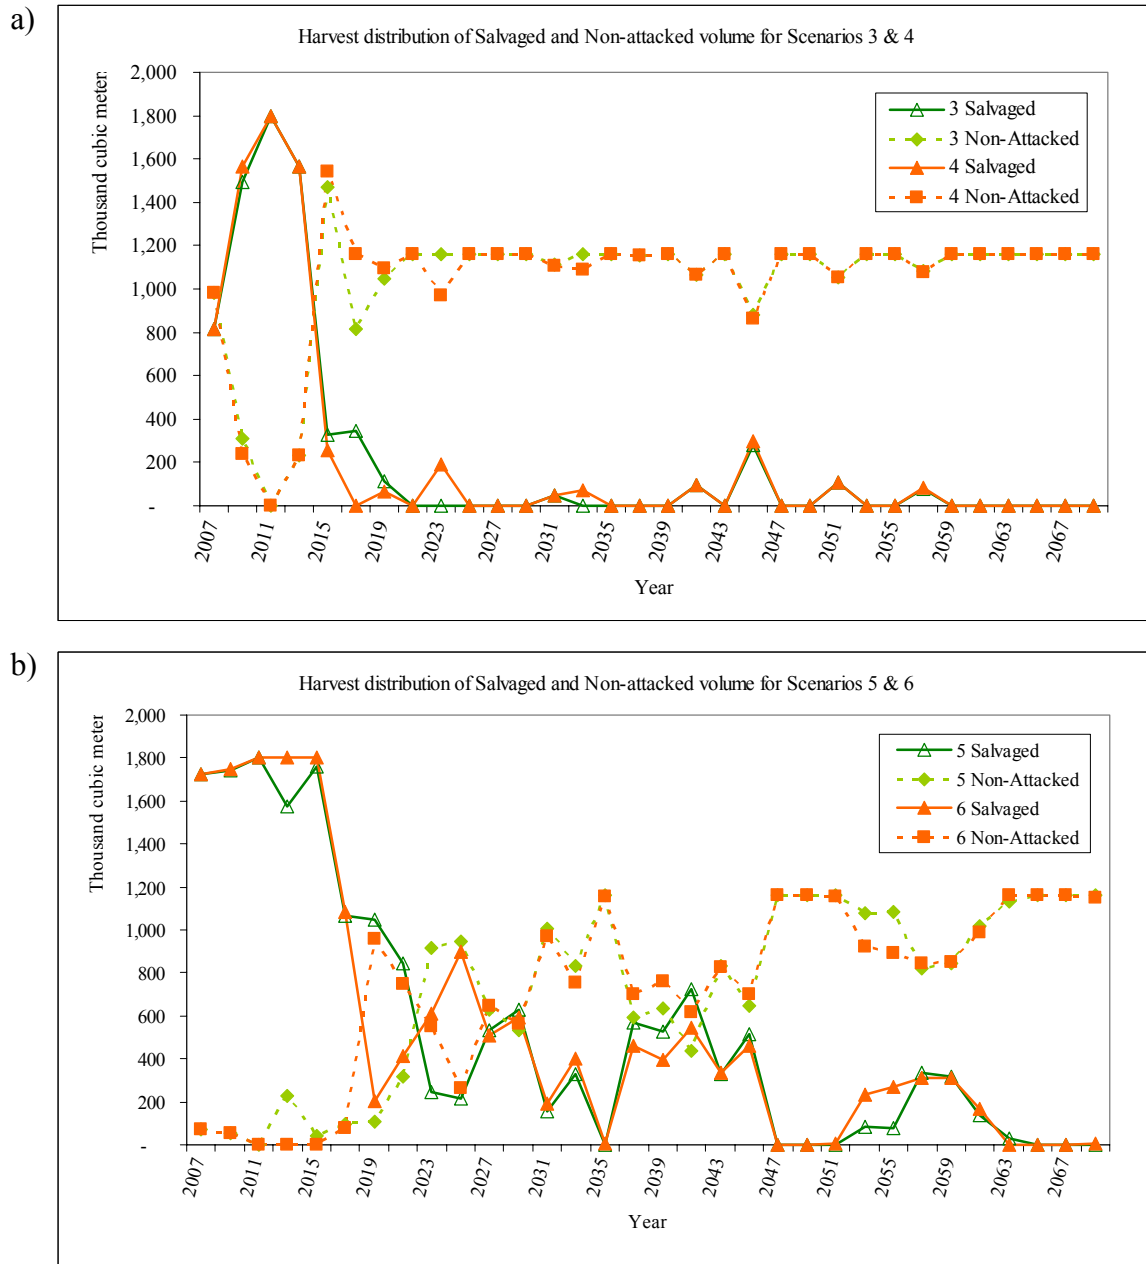 a)
Harvest distribution of Salvaged and Non-attacked volume for Scenarios 3 & 4
Thousand cubic meter
2,000
1,800
1,600
1,400
1,200
1,000
800
600
400
200
-
3 Salvaged
3 Non-Attacked
4 Salvaged
4 Non-Attacked
2007 2011 2015 2019 2023 2027 2031 2035 2039 2043 2047 2051 2055 2059 2063 2067
Year
b)
Harvest distribution of Salvaged and Non-attacked volume for Scenarios 5 & 6
Thousand cubic meter
2,000
1,800
1,600
1,400
1,200
1,000
800
600
400
200
-
5 Salvaged
5 Non-Attacked
6 Salvaged
6 Non-Attacked
2007 2011 2015 2019 2023 2027 2031 2035 2039 2043 2047 2051 2055 2059 2063 2067
Year